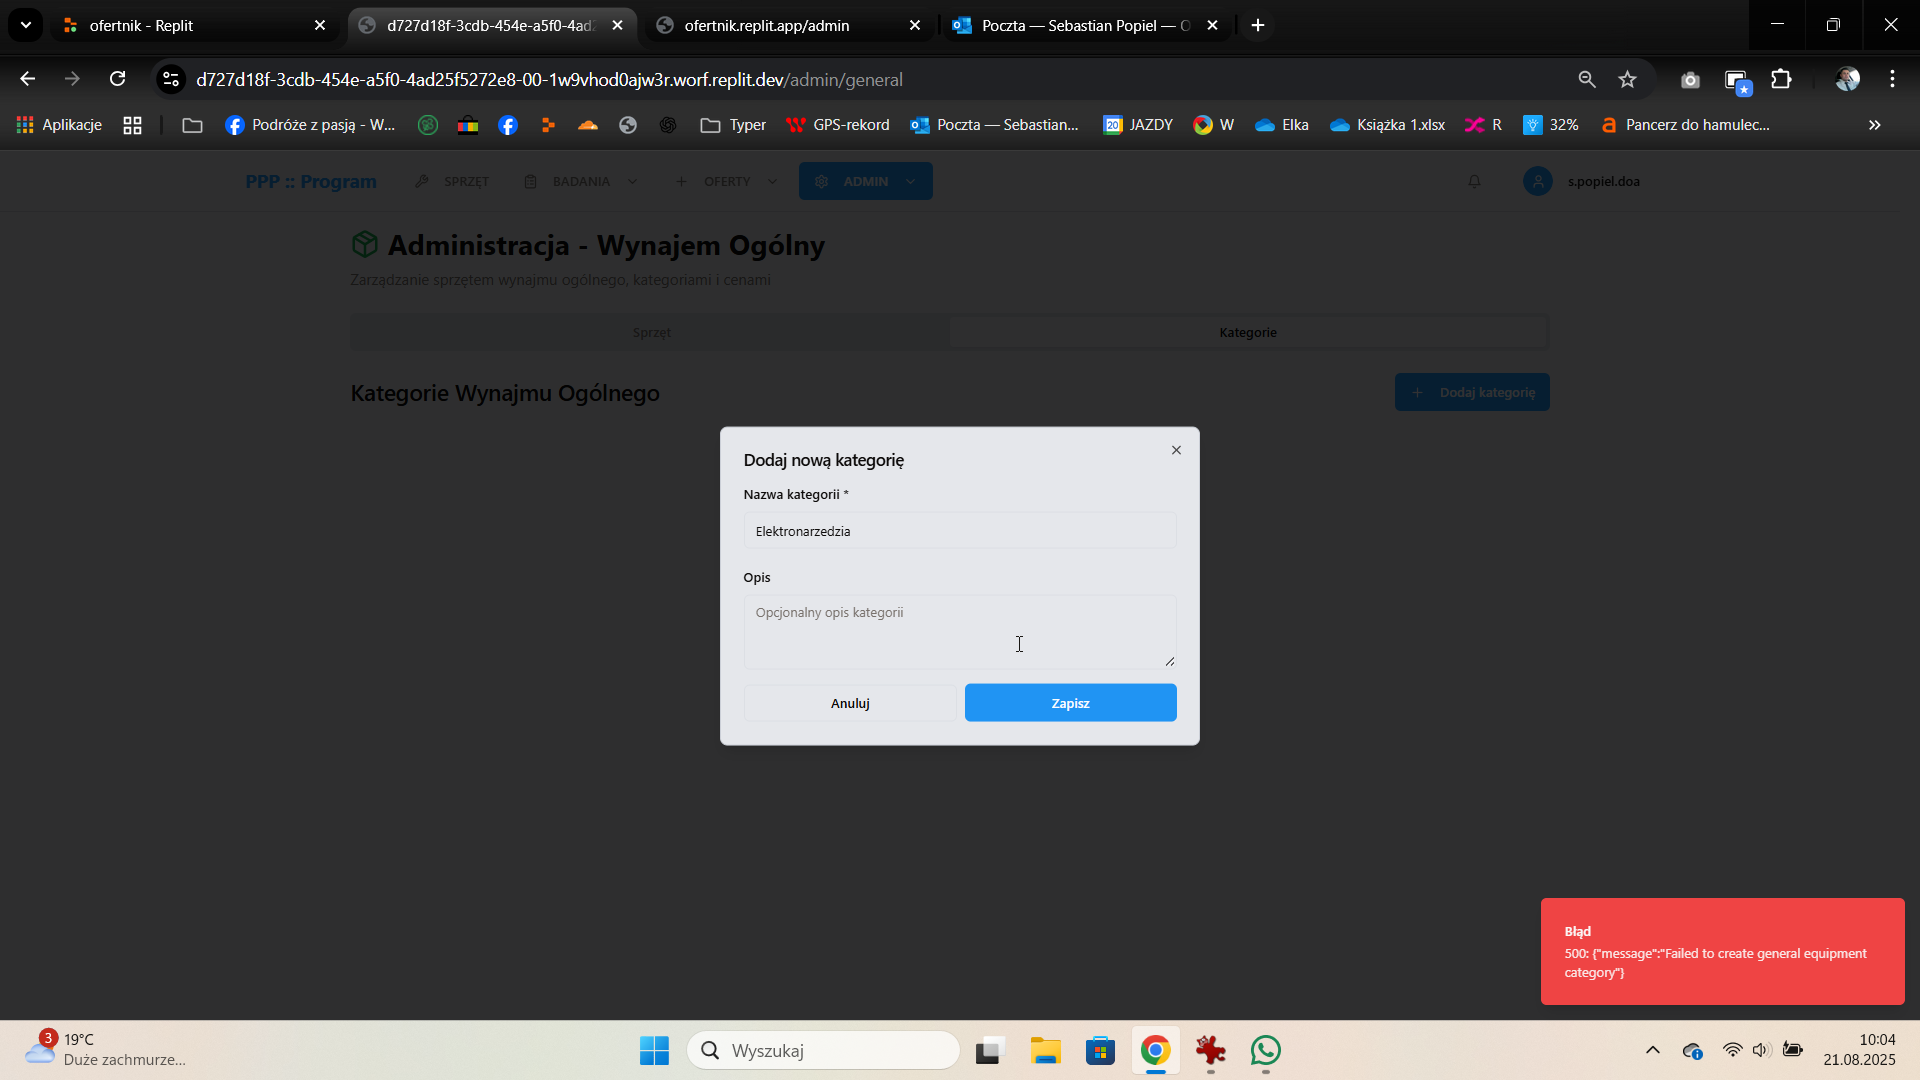 ofertnik - Replit
d727d18f-3cdb-454e-a5f0-4ad2
ofertnik.replit.app/admin
Poczta — Sebastian Popiel — O
d727d18f-3cdb-454e-a5f0-4ad25f5272e8-00-1w9vhod0ajw3r.worf.replit.dev/admin/general
Aplikacje
Podróże z pasją - W...
Typer
GPS-rekord
Poczta — Sebastian...
20
JAZDY
W
Elka
Książka 1.xlsx
R
32%
Pancerz do hamulec...
PPP :: Program
SPRZĘT
BADANIA
OFERTY
ADMIN
s.popiel.doa
Administracja - Wynajem Ogólny
Zarządzanie sprzętem wynajmu ogólnego, kategoriami i cenami
Sprzęt
Kategorie
Kategorie Wynajmu Ogólnego
Dodaj kategorię
Dodaj nową kategorię
Nazwa kategorii *
Elektronarzedzia
Opis
Opcjonalny opis kategorii
Anuluj
Zapisz
Błąd
500: {"message":"Failed to create general equipment
category"}
3
19°C
Duże zachmurze...
Wyszukaj
10:04
21.08.2025